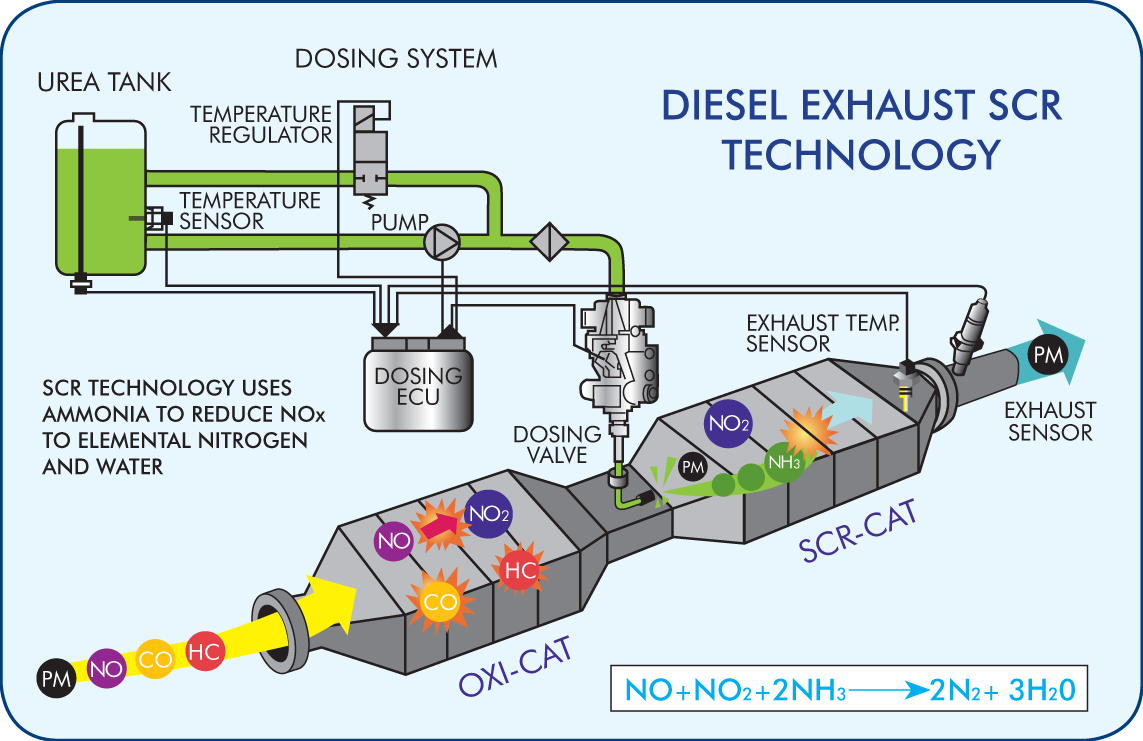 DIESEL EXHAUST SCR
TECHNOLOGY
UREA TANK
DOSING SYSTEM
TEMPERATURE
REGULATOR
TEMPERATURE
SENSOR
PUMP
DOSING
ECU
EXHAUST TEMP.
SENSOR
PM
EXHAUST
SENSOR
SCR TECHNOLOGY USES
AMMONIA TO REDUCE NOx
TO ELEMENTAL NITROGEN
AND WATER
DOSING
VALVE
NO2
PM
NH3
SCR-CAT
NO
NO2
HC
CO
OXI-CAT
PM
NO
CO
HC
NO+NO2+2NH3→2N2+ 3H20